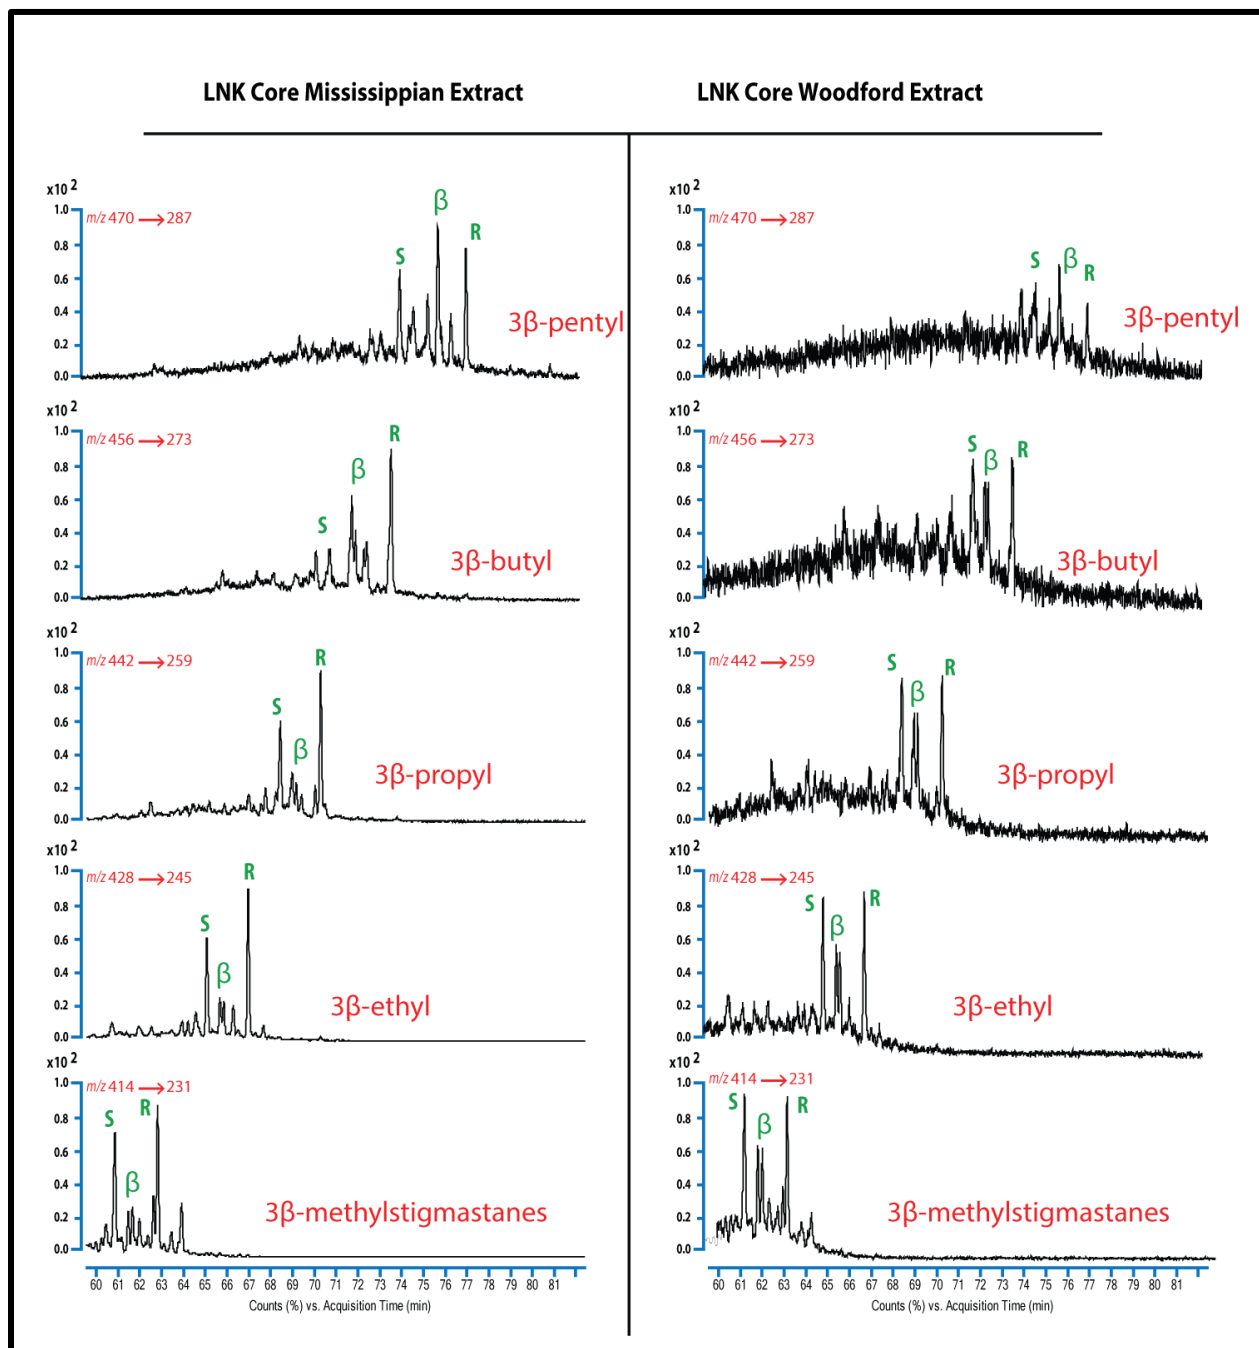 LNK Core Mississippian Extract
LNK Core Woodford Extract
x10 2
m/z 470 → 287
1.0
0.8
0.6
0.4
0.2
0.0
S
β
R
3β-pentyl
x10 2
m/z 456 → 273
1.0
0.8
0.6
0.4
0.2
0.0
S
β
R
3β-butyl
x10 2
m/z 442 → 259
1.0
0.8
0.6
0.4
0.2
0.0
S
β
R
3β-propyl
x10 2
m/z 428 → 245
1.0
0.8
0.6
0.4
0.2
0.0
S
β
R
3β-ethyl
x10 2
m/z 414 → 231
1.0
0.8
0.6
0.4
0.2
0.0
S
β
R
3β-methylstigmastanes
60 61 62 63 64 65 66 67 68 69 70 71 72 73 74 75 76 77 78 79 80 81
Counts (%) vs. Acquisition Time (min)
x10 2
m/z 470 → 287
1.0
0.8
0.6
0.4
0.2
0.0
S
β
R
3β-pentyl
x10 2
m/z 456 → 273
1.0
0.8
0.6
0.4
0.2
0.0
S
β
R
3β-butyl
x10 2
m/z 442 → 259
1.0
0.8
0.6
0.4
0.2
0.0
S
β
R
3β-propyl
x10 2
m/z 428 → 245
1.0
0.8
0.6
0.4
0.2
0.0
S
β
R
3β-ethyl
x10 2
m/z 414 → 231
1.0
0.8
0.6
0.4
0.2
0.0
S
β
R
3β-methylstigmastanes
60 61 62 63 64 65 66 67 68 69 70 71 72 73 74 75 76 77 78 79 80 81
Counts (%) vs. Acquisition Time (min)